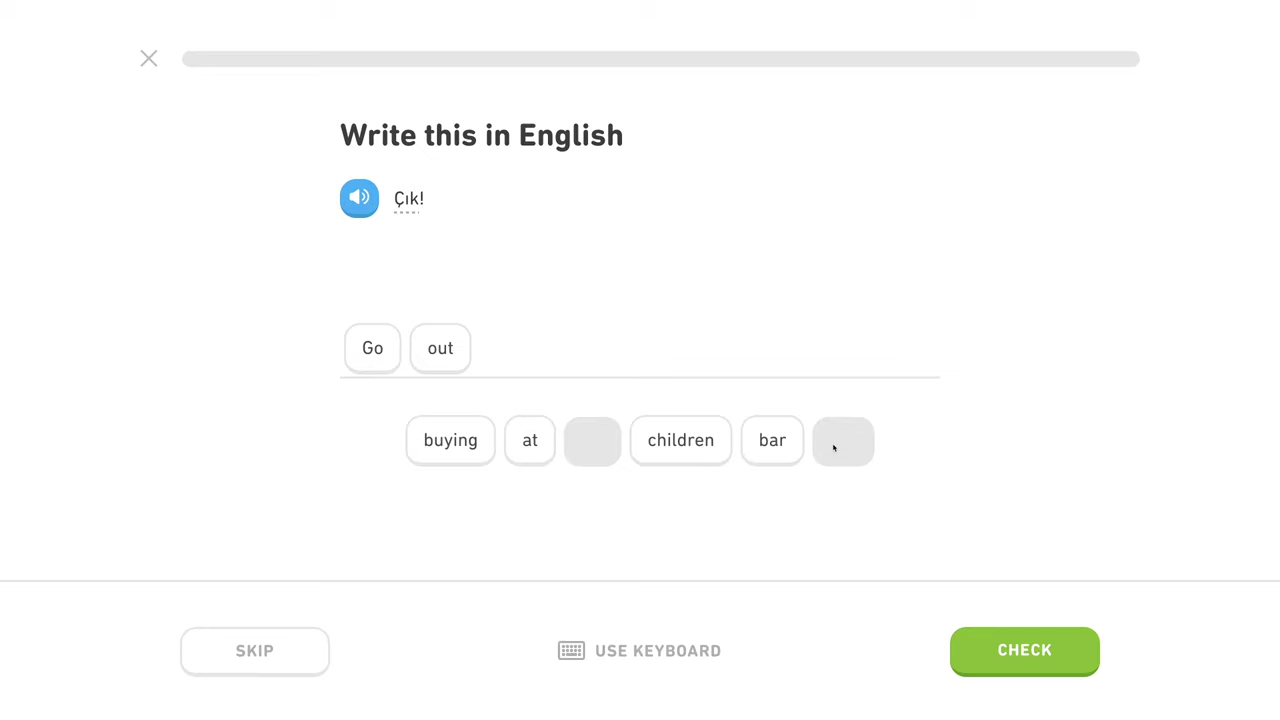 Write this in English
Çık!
Go out
buying at children bar
SKIP USE KEYBOARD CHECK